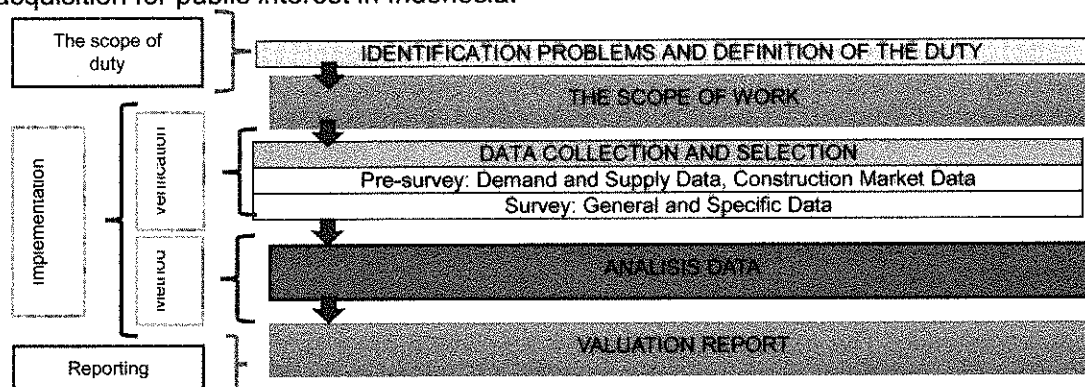 acquisition for public interest in Indonesia.
The scope of
duty
IDENTIFICATION PROBLEMS AND DEFINITION OF THE DUTY
THE SCOPE OF WORK
Implementation
Verification
DATA COLLECTION AND SELECTION
Pre-survey: Demand and Supply Data, Construction Market Data
Survey: General and Specific Data
Method
ANALISIS DATA
VALUATION REPORT
Reporting